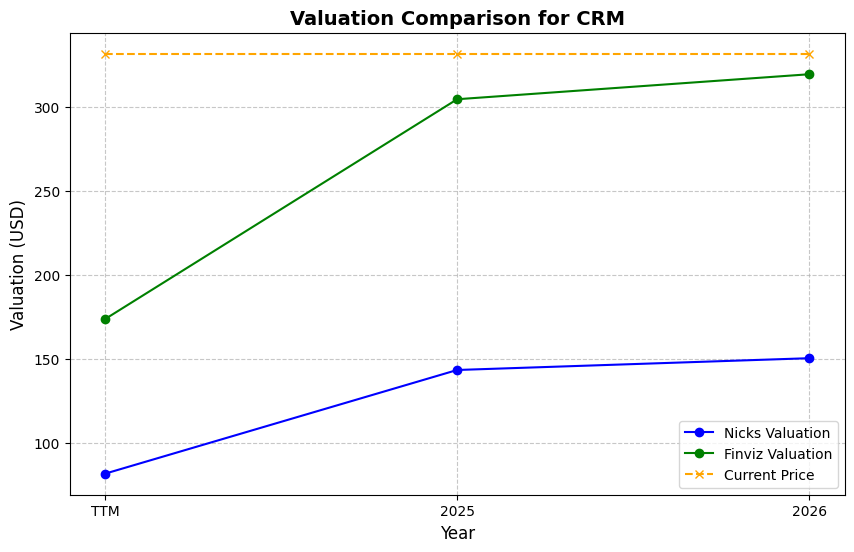 Valuation Comparison for CRM
Valuation (USD)
300
250
200
150
100
TTM
2025
2026
Year
Nicks Valuation
Finviz Valuation
Current Price